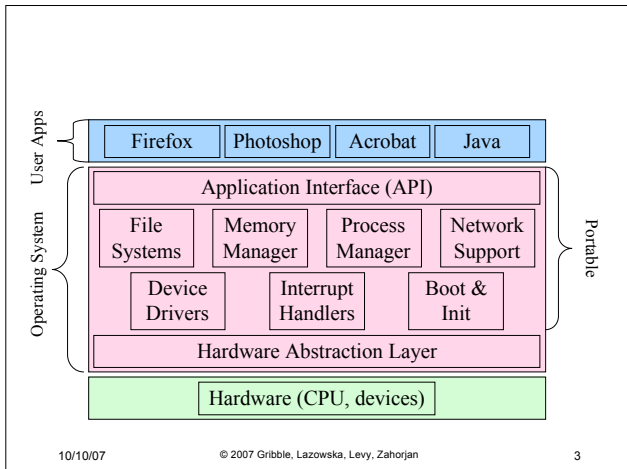 User Apps
Firefox
Photoshop
Acrobat
Java
Operating System
Application Interface (API)
File
Systems
Memory
Manager
Process
Manager
Network
Support
Device
Drivers
Interrupt
Handlers
Boot &
Init
Hardware Abstraction Layer
Portable
Hardware (CPU, devices)
10/10/07
© 2007 Gribble, Lazowska, Levy, Zahorjan
3